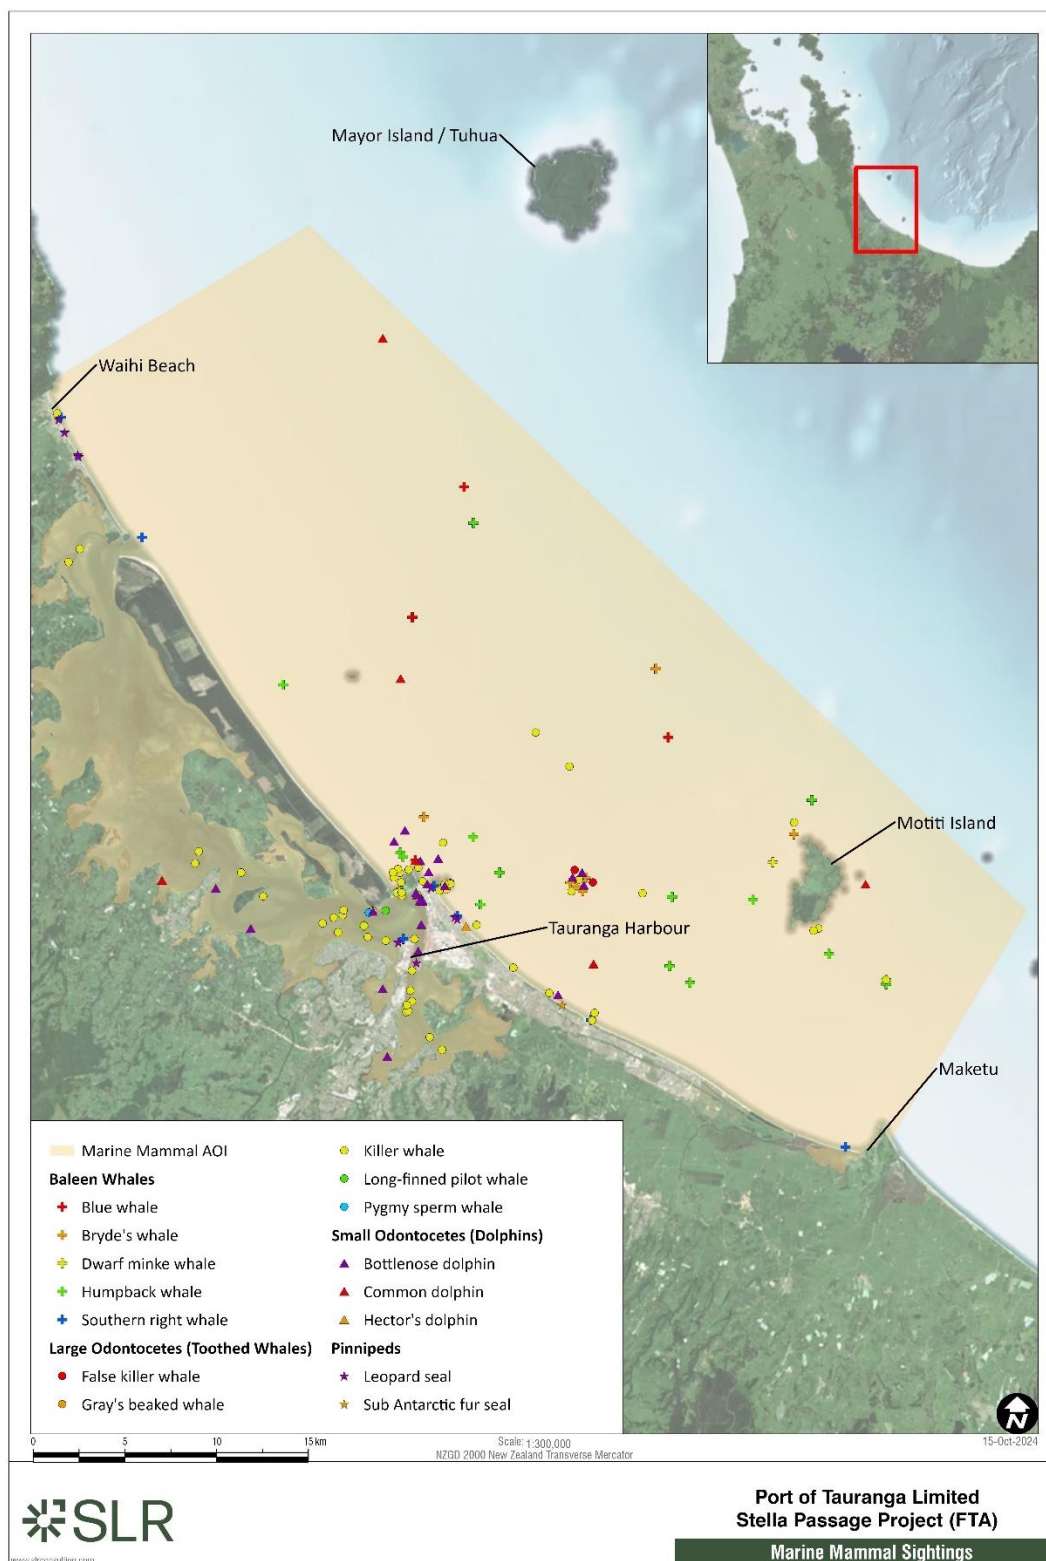 Mayor Island / Tuhua
Waihi Beach
Motiti Island
Tauranga Harbour
Maketu
Marine Mammal AOI
Baleen Whales
Blue whale
Bryde's whale
Dwarf minke whale
Humpback whale
Southern right whale
Large Odontocetes (Toothed Whales)
False killer whale
Gray's beaked whale
Killer whale
Long-finned pilot whale
Pygmy sperm whale
Small Odontocetes (Dolphins)
Bottlenose dolphin
Common dolphin
Hector's dolphin
Pinnipeds
Leopard seal
Sub Antarctic fur seal
N
0 5 10 15 km
Scale: 1:300,000
NZGD 2000 New Zealand Transverse Mercator
15-Oct-2024
SLR
www.slrconsulting.com
Port of Tauranga Limited
Stella Passage Project (FTA)
Marine Mammal Sightings